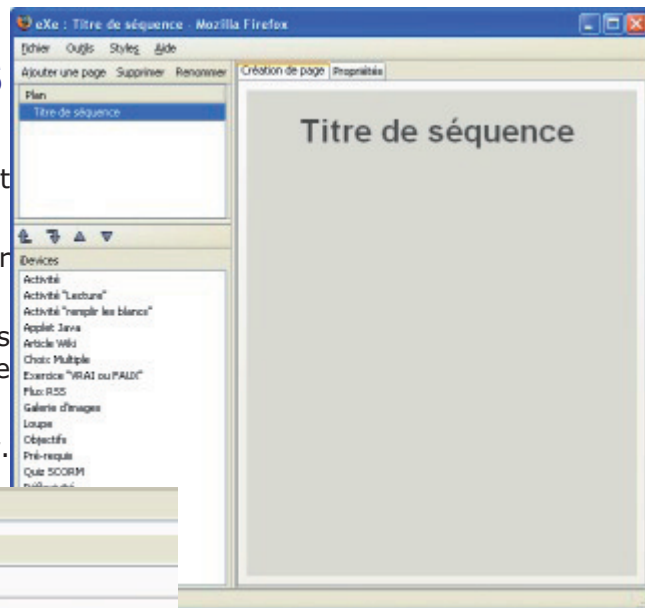 eXe : Titre de séquence - Mozilla Firefox
Fichier Outils Styles Aide
Ajouter une page Supprimer Renommer
Création de page Propriétés
Plan
Titre de séquence
Titre de séquence
iDevices
Activité
Activité "Lecture"
Activité "remplir les blancs"
Applet Java
Article Wiki
Choix Multiple
Exercice "VRAI ou FAUX"
Flux RSS
Galerie d'images
Loupe
Objectifs
Pré-requis
Quiz SCORM